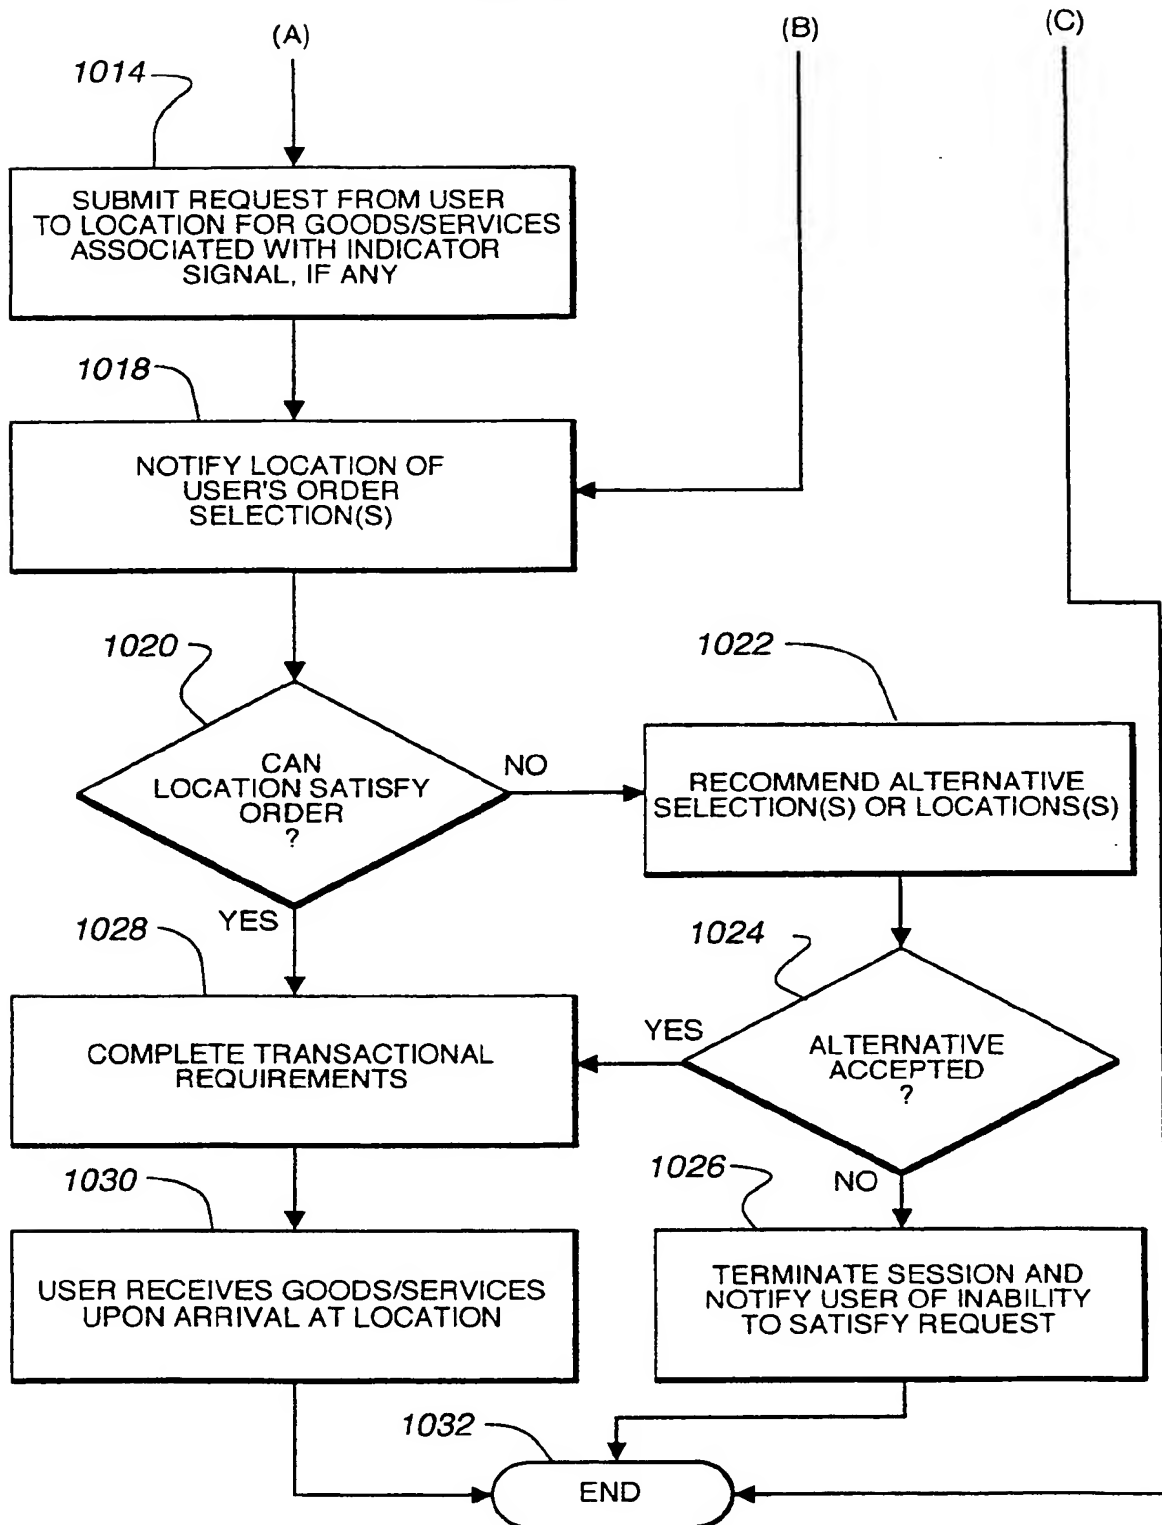 (A)
(B)
(C)
1014
SUBMIT REQUEST FROM USER
TO LOCATION FOR GOODS/SERVICES
ASSOCIATED WITH INDICATOR
SIGNAL, IF ANY
1018
NOTIFY LOCATION OF
USER'S ORDER
SELECTION(S)
1020
CAN
LOCATION SATISFY
ORDER
?
NO
YES
1022
RECOMMEND ALTERNATIVE
SELECTION(S) OR LOCATIONS(S)
1024
ALTERNATIVE
ACCEPTED
?
YES
NO
1028
COMPLETE TRANSACTIONAL
REQUIREMENTS
1026
TERMINATE SESSION AND
NOTIFY USER OF INABILITY
TO SATISFY REQUEST
1030
USER RECEIVES GOODS/SERVICES
UPON ARRIVAL AT LOCATION
1032
END